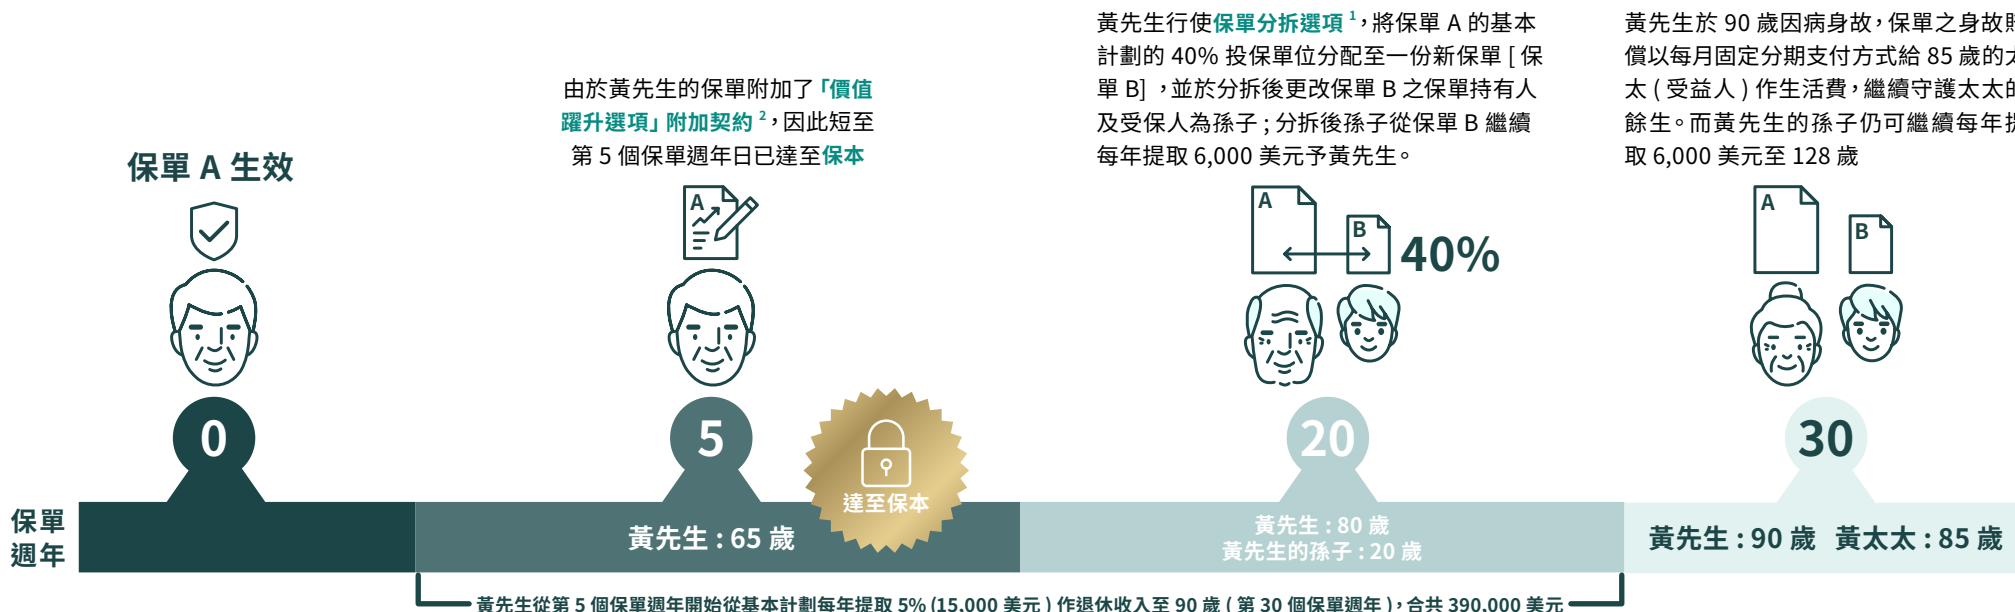 保單 A 生效
由於黃先生的保單附加了「價值
躍升選項」附加契約 2，因此短至
第 5 個保單週年日已達至保本
黃先生行使保單分拆選項 1，將保單 A 的基本
計劃的 40% 投保單位分配至一份新保單 [ 保
單 B] ，並於分拆後更改保單 B 之保單持有人
及受保人為孫子 ; 分拆後孫子從保單 B 繼續
每年提取 6,000 美元予黃先生。
黃先生於 90 歲因病身故，保單之身故賠
償以每月固定分期支付方式給 85 歲的太
太 ( 受益人 ) 作生活費，繼續守護太太的
餘生。而黃先生的孫子仍可繼續每年提
取 6,000 美元至 128 歲
A
A
B
40%
A
B
0
5
20
30
達至保本
保單
週年
黃先生 : 65 歲
黃先生 : 80 歲
黃先生的孫子 : 20 歲
黃先生 : 90 歲 黃太太 : 85 歲
黃先生從第 5 個保單週年開始從基本計劃每年提取 5% (15,000 美元 ) 作退休收入至 90 歲 ( 第 30 個保單週年 )，合共 390,000 美元